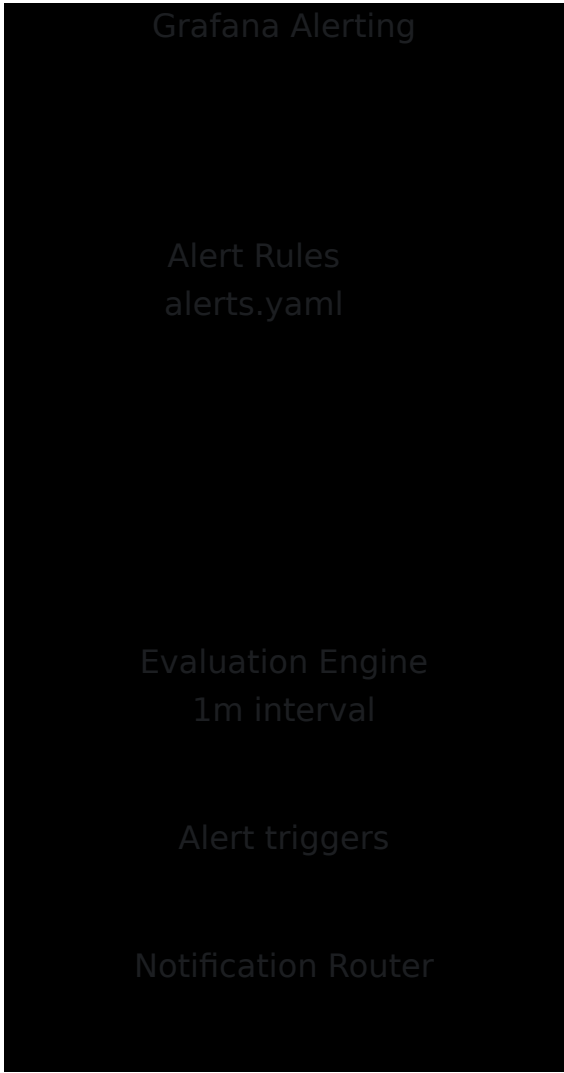 Grafana Alerting
Alert Rules
alerts.yaml
Evaluation Engine
1m interval
Alert triggers
Notification Router